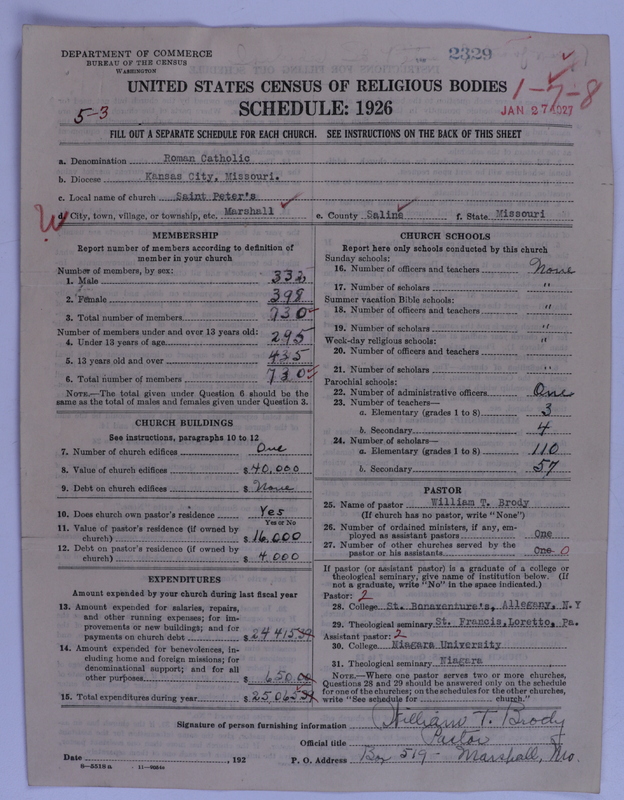 DEPARTMENT OF COMMERCE
BUREAU OF THE CENSUS
WASHINGTON
2329
1-7-8
UNITED STATES CENSUS OF RELIGIOUS BODIES
SCHEDULE: 1926
5-3
JAN 27 1927
FILL OUT A SEPARATE SCHEDULE FOR EACH CHURCH. SEE INSTRUCTIONS ON THE BACK OF THIS SHEET
a. Denomination Roman Catholic
b. Diocese Kansas City, Missouri.
c. Local name of church Saint Peter's
d. City, town, village, or township, etc. Marshall e. County Saline f. State Missouri
MEMBERSHIP
Report number of members according to definition of
member in your church
Number of members, by sex:
1. Male 332
2. Female 398
3. Total number of members 730
Number of members under and over 13 years old:
4. Under 13 years of age 295
5. 13 years old and over 435
6. Total number of members 730
NOTE.—The total given under Question 6 should be the
same as the total of males and females given under Question 3.
CHURCH BUILDINGS
See instructions, paragraphs 10 to 12
7. Number of church edifices One
8. Value of church edifices $40,000
9. Debt on church edifices $ None
10. Does church own pastor's residence? Yes
Yes or No
11. Value of pastor's residence (if owned by
church) $16,000
12. Debt on pastor's residence (if owned by
church) $4,000
EXPENDITURES
Amount expended by your church during last fiscal year
13. Amount expended for salaries, repairs,
and other running expenses; for im-
provements or new buildings; and for
payments on church debt $24415.34
14. Amount expended for benevolences, in-
cluding home and foreign missions; for
denominational support; and for all
other purposes $650.00
15. Total expenditures during year $25065.34
CHURCH SCHOOLS
Report here only schools conducted by this church
Sunday schools:
16. Number of officers and teachers None
17. Number of scholars "
Summer vacation Bible schools:
18. Number of officers and teachers "
19. Number of scholars "
Week-day religious schools: "
20. Number of officers and teachers
21. Number of scholars "
Parochial schools:
22. Number of administrative officers One
23. Number of teachers—
a. Elementary (grades 1 to 8) 3
b. Secondary 4
24. Number of scholars—
a. Elementary (grades 1 to 8) 110
b. Secondary 57
PASTOR
25. Name of pastor William T. Brody
(If church has no pastor, write "None")
26. Number of ordained ministers, if any, em-
ployed as assistant pastors One
27. Number of other churches served by the
pastor or his assistants One 0
If pastor (or assistant pastor) is a graduate of a college or
theological seminary, give name of institution below. (If
not a graduate, write "No" in the space indicated.)
Pastor: 2
28. College St. Bonaventure's, Allegany, N.Y
29. Theological seminary St. Francis, Loretto, Pa.
Assistant pastor: 2
30. College Niagara University
31. Theological seminary Niagara
NOTE.—Where one pastor serves two or more churches,
Questions 28 and 29 should be answered only on the schedule
for one of the churches; on the schedules for the other churches,
write "See schedule for church."
Signature of person furnishing information William T. Brody
Official title Pastor
Date , 192 P. O. Address Box 519 - Marshall, Mo.
8-5518a 11-9034a